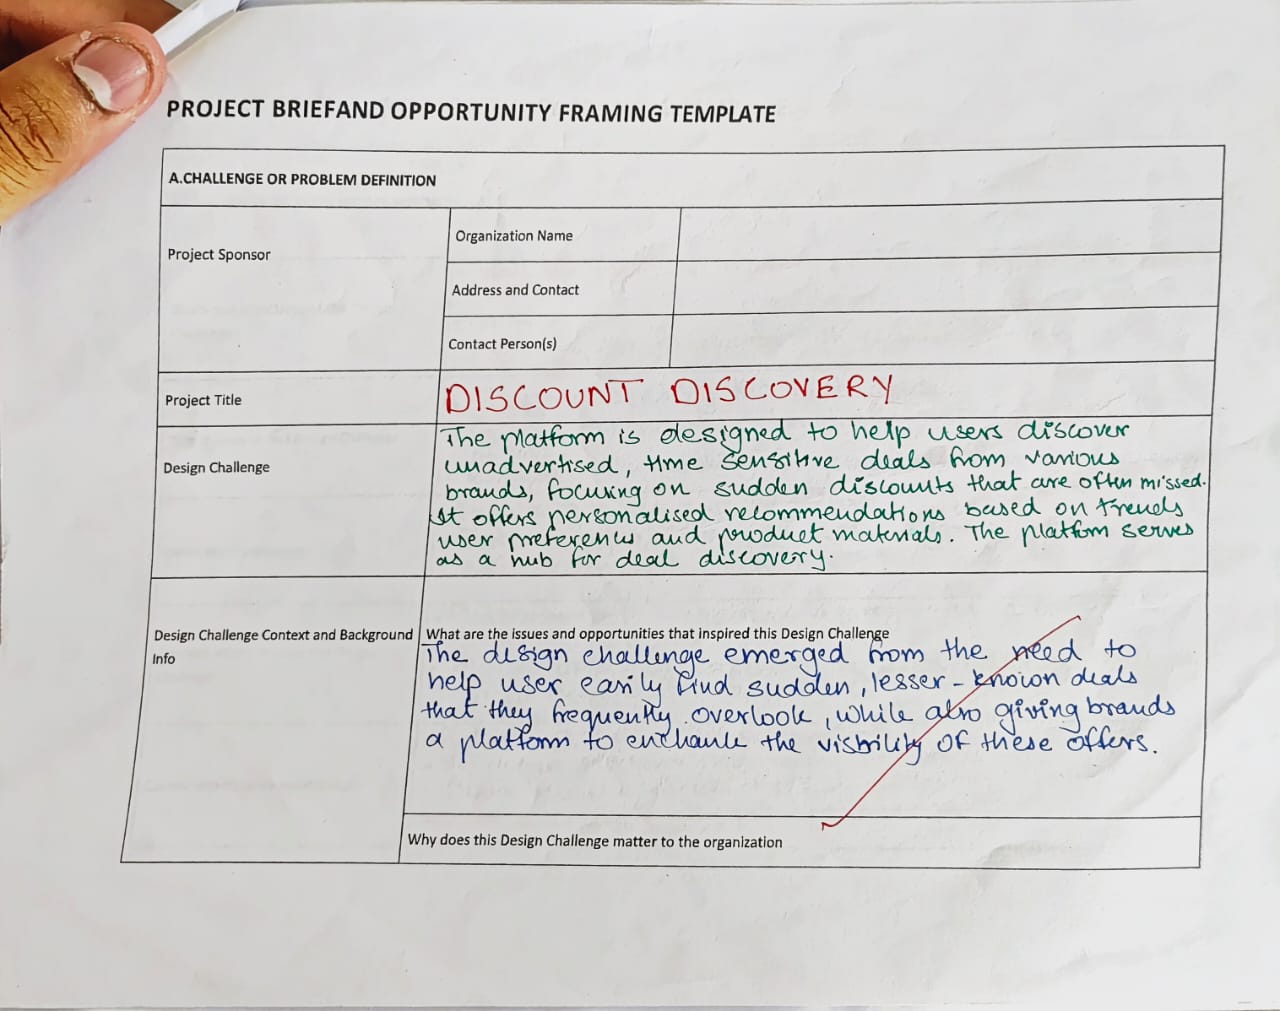 PROJECT BRIEFAND OPPORTUNITY FRAMING TEMPLATE
A.CHALLENGE OR PROBLEM DEFINITION
Project Sponsor
Organization Name
Address and Contact
Contact Person(s)
Project Title
DISCOUNT DISCOVERY
Design Challenge
The platform is designed to help users discover
unadvertised, time sensitive deals from various
brands, focusing on sudden discounts that are often missed.
It offers personalised recommendations based on trends
user preferences and product materials. The platform serves
as a hub for deal discovery.
Design Challenge Context and Background
Info
What are the issues and opportunities that inspired this Design Challenge
The design challenge emerged from the need to
help user easily find sudden, lesser-known deals
that they frequently overlook, while also giving brands
a platform to enchance the visbility of these offers.
Why does this Design Challenge matter to the organization